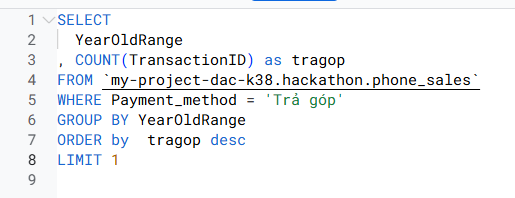 1 SELECT
2 YearOldRange
3 , COUNT(TransactionID) as tragop
4 FROM `my-project-dac-k38.hackathon.phone_sales`
5 WHERE Payment_method = 'Trả góp'
6 GROUP BY YearOldRange
7 ORDER by  tragop desc
8 LIMIT 1
9